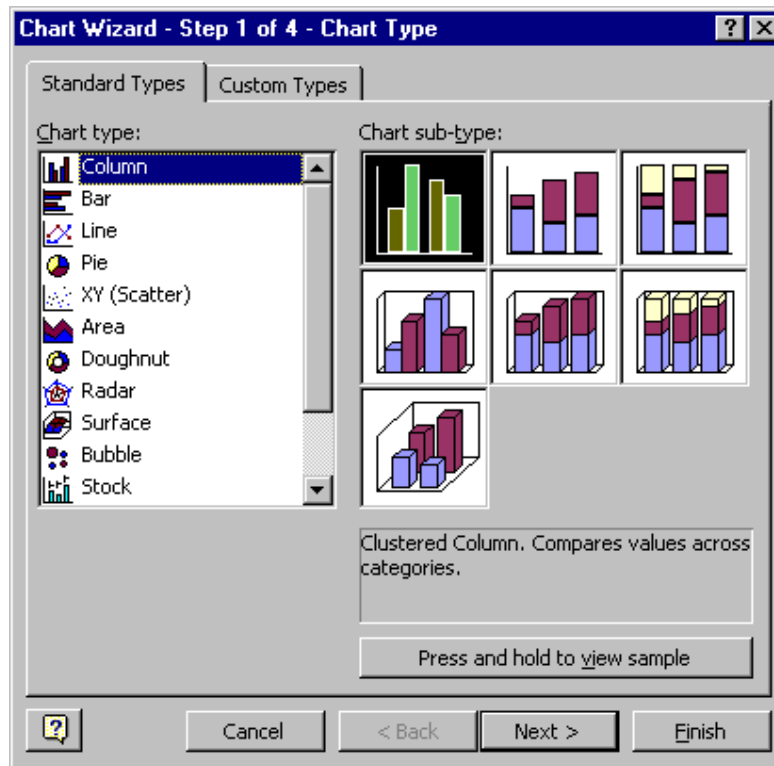 Chart Wizard - Step 1 of 4 - Chart Type
Standard Types
Custom Types
Chart type:
Column
Bar
Line
Pie
XY (Scatter)
Area
Doughnut
Radar
Surface
Bubble
Stock
Chart sub-type:
Clustered Column. Compares values across
categories.
Press and hold to view sample
Cancel
< Back
Next >
Finish